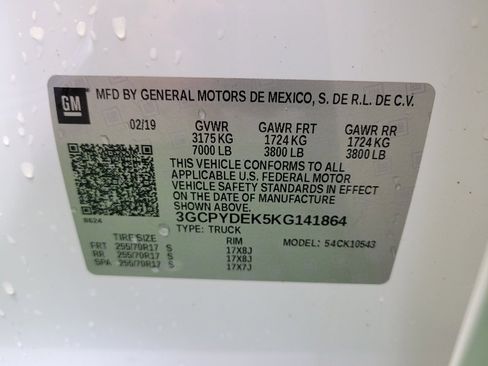 GM MFD BY GENERAL MOTORS DE MEXICO, S. DE R.L. DE C.V.
02/19 GVWR GAWR FRT GAWR RR
3175 KG 1724 KG 1724 KG
7000 LB 3800 LB 3800 LB
THIS VEHICLE CONFORMS TO ALL
APPLICABLE U.S. FEDERAL MOTOR
VEHICLE SAFETY STANDARDS IN EFFECT
ON THE DATE OF MANUFACTURE
SHOWN ABOVE.
3GCPYDEK5KG141864
TYPE: TRUCK
TIRE SIZE RIM MODEL: 54CK10543
FRT 255/70R17 S 17X8J
RR 255/70R17 S 17X8J
SPA 255/70R17 S 17X7J